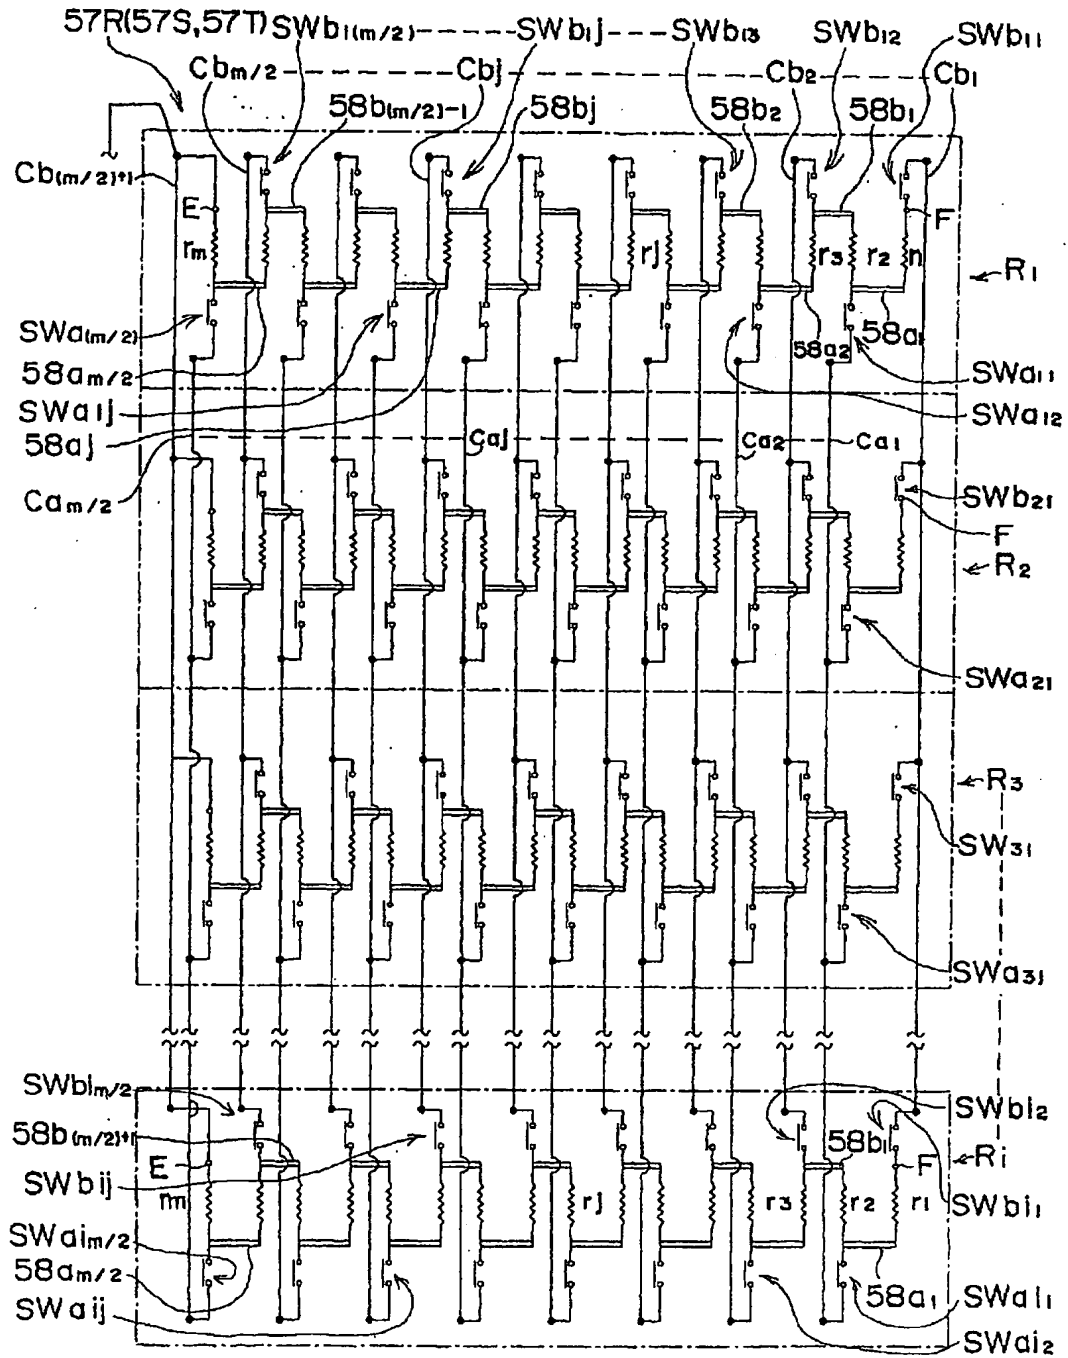 57R(57S,57T) SWb1(m/2) SWb1j SWb13 SWb12 SWb11
Cbm/2 Cbj Cb2 Cb1
58b(m/2)-1 58bj 58b2 58b1
Cb(m/2)+1
E F
rm rj r3 r2 r1
R1
SWa(m/2) 58a2 58a1
58am/2 SWa11
SWa1j SWa12
58aj Caj Ca2 Ca1
Cam/2 SWb21
F
R2
SWa21
R3
SW31
SWa31
SWbim/2 SWbi2
58b(m/2)+1 58b1
E F Ri
SWbij rm rj r3 r2 r1 SWbi1
SWaim/2
58am/2 58a1 SWai1
SWaij SWai2